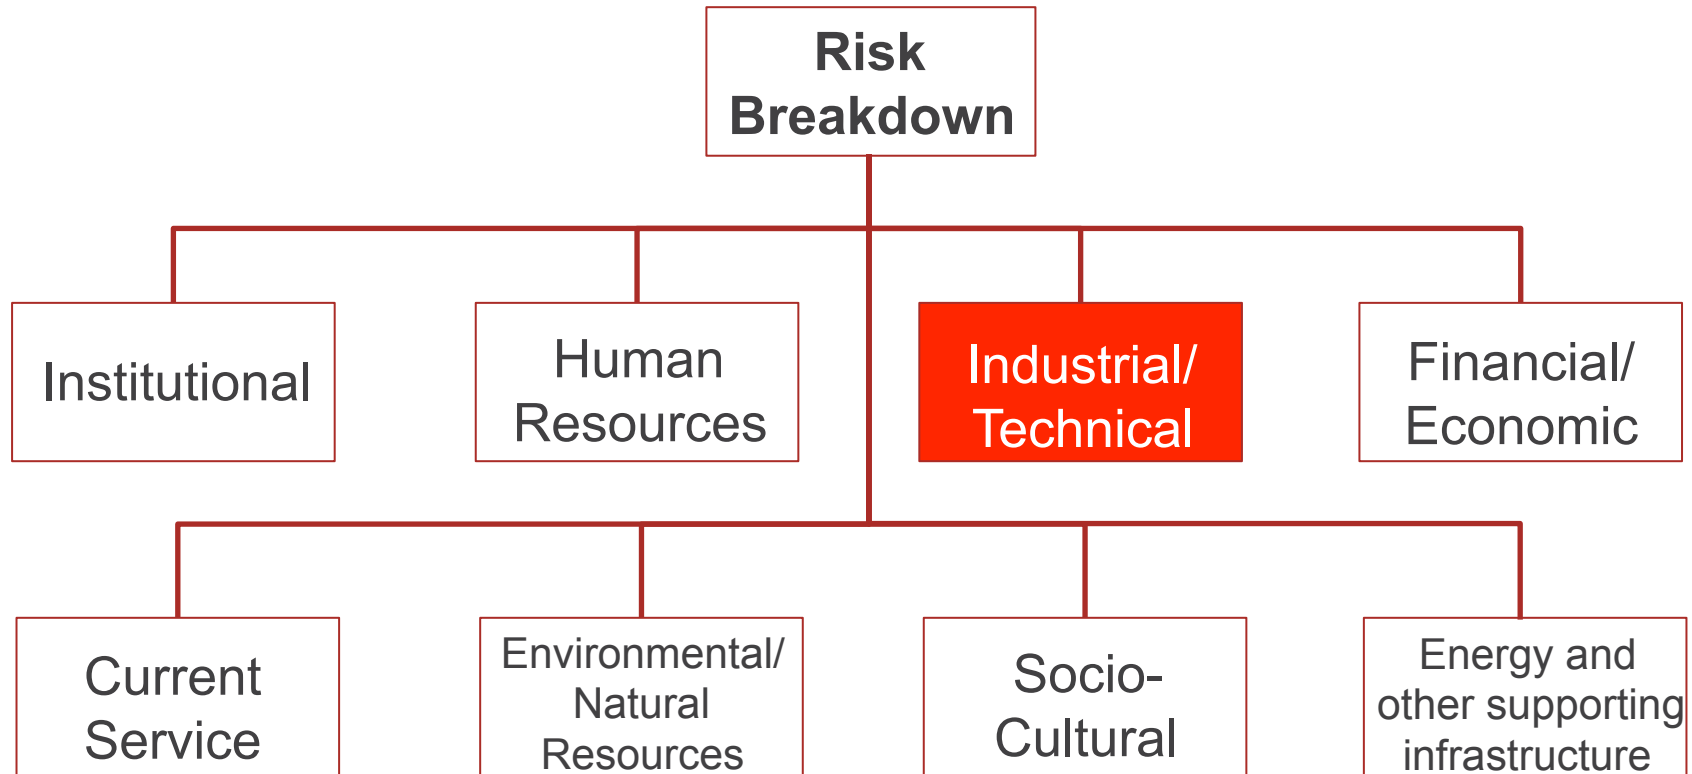 Risk
Breakdown
Institutional
Human
Resources
Industrial/
Technical
Financial/
Economic
Current
Service
Environmental/
Natural
Resources
Socio-
Cultural
Energy and
other supporting
infrastructure